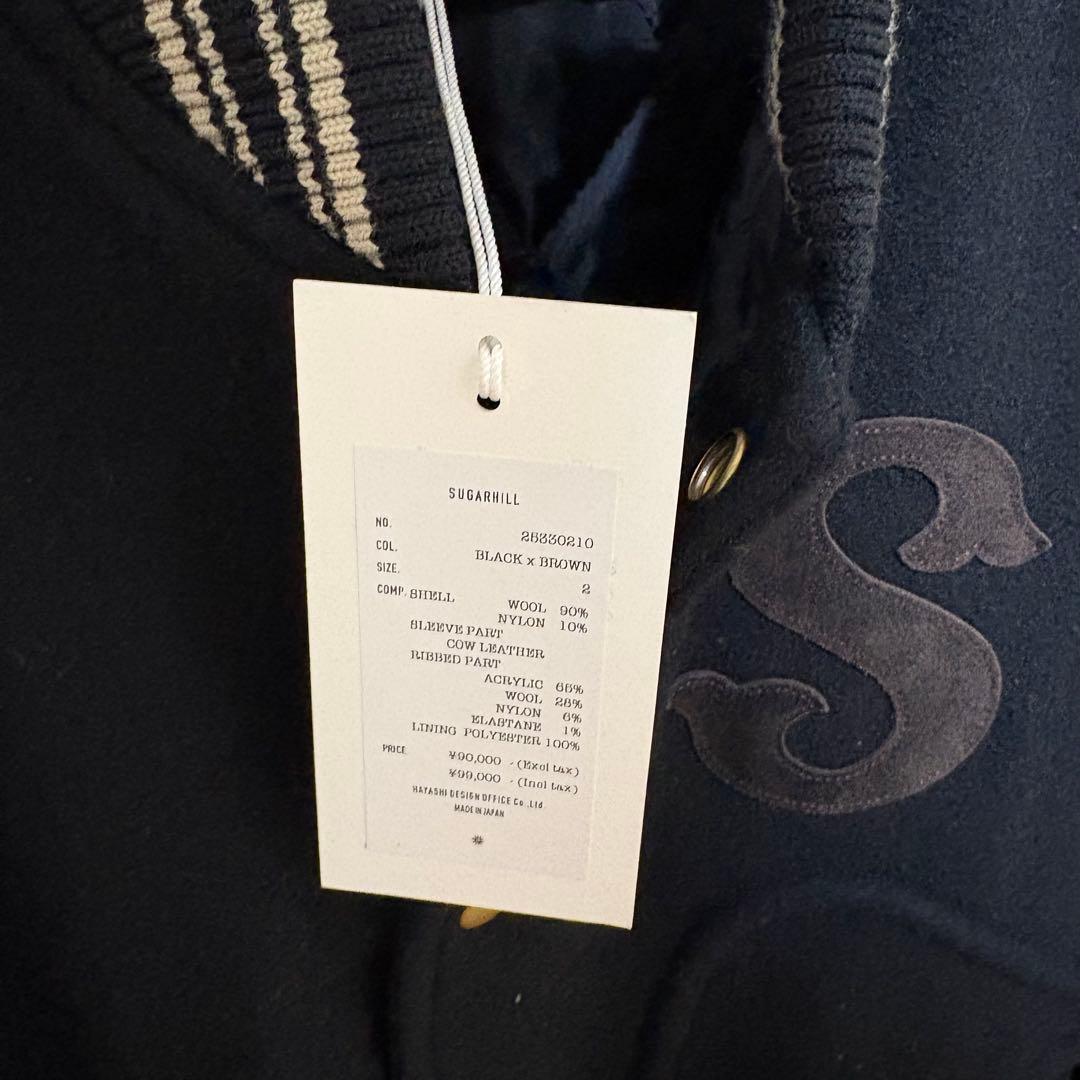 SUGARHILL
NO. 25330210
COL. BLACK x BROWN
SIZE. 2
COMP. SHELL WOOL 90%
NYLON 10%
SLEEVE PART
COW LEATHER
RIBBED PART
ACRYLIC 65%
WOOL 28%
NYLON 6%
ELASTANE 1%
LINING POLYESTER 100%
PRICE ¥90,000 -(Excl tax)
¥99,000 -(Incl tax)
HAYASHI DESIGN OFFICE Co.,Ltd.
MADE IN JAPAN
S